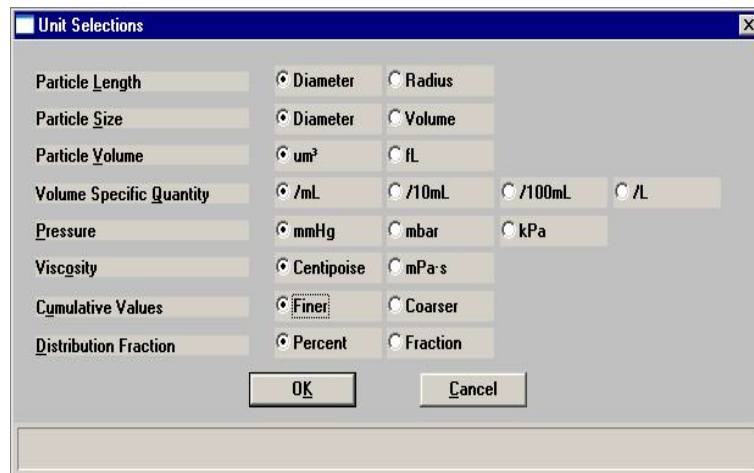 Unit Selections
Particle Length Diameter Radius
Particle Size Diameter Volume
Particle Volume um³ fL
Volume Specific Quantity /mL /10mL /100mL /L
Pressure mmHg mbar kPa
Viscosity Centipoise mPa·s
Cumulative Values Finer Coarser
Distribution Fraction Percent Fraction
OK Cancel